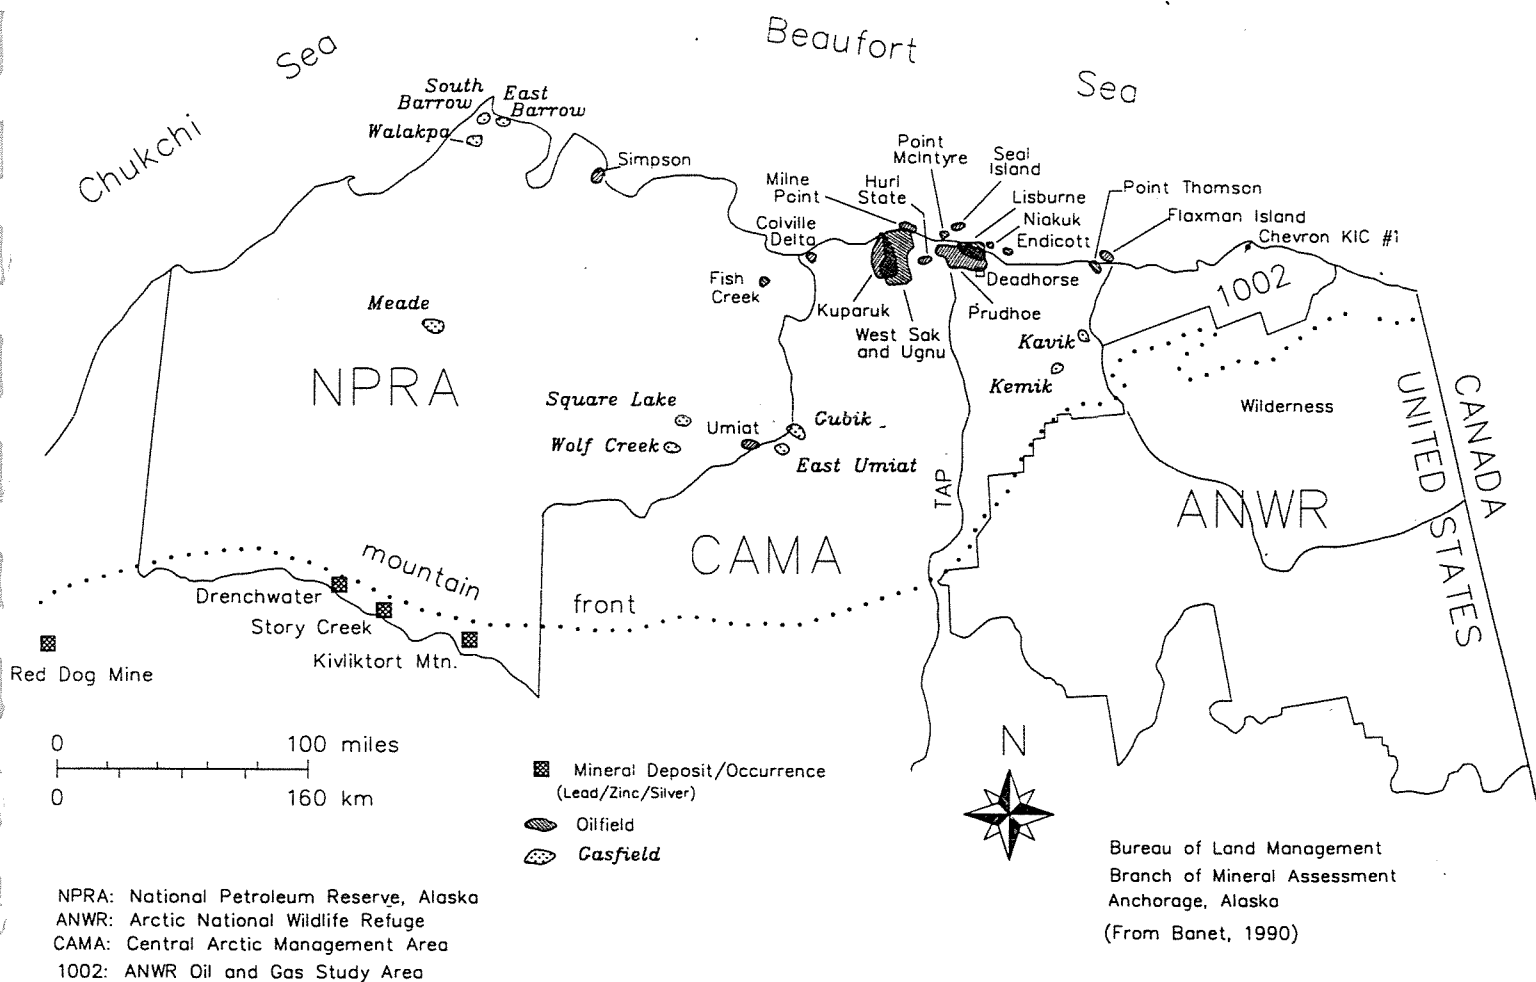 Beaufort
Sea
Sea
Chukchi
South
Barrow
East
Barrow
Walakpa
Simpson
Point
McIntyre
Seal
Island
Milne
Point
Hurl
State
Lisburne
Niakuk
Endicott
Point Thomson
Flaxman Island
Chevron KIC #1
Colville
Delta
Fish
Creek
Deadhorse
Kuparuk
Prudhoe
West Sak
and Ugnu
1002
Meade
Kavik
Kemik
NPRA
Square Lake
Wolf Creek
Umiat
Gubik
East Umiat
Wilderness
CANADA
UNITED STATES
TAP
ANWR
CAMA
mountain
front
Drenchwater
Story Creek
Kivliktort Mtn.
Red Dog Mine
0 100 miles
0 160 km
N
Mineral Deposit/Occurrence
(Lead/Zinc/Silver)
Oilfield
Gasfield
Bureau of Land Management
Branch of Mineral Assessment
Anchorage, Alaska
(From Banet, 1990)
NPRA: National Petroleum Reserve, Alaska
ANWR: Arctic National Wildlife Refuge
CAMA: Central Arctic Management Area
1002: ANWR Oil and Gas Study Area